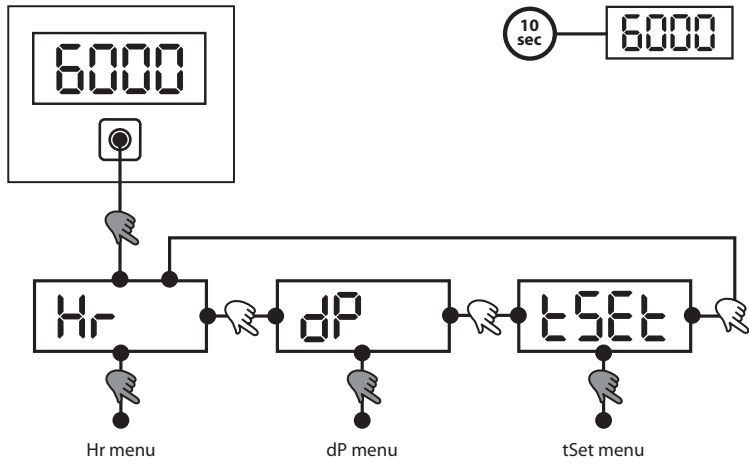 6000
10
sec
6000
Hr
dP
tSEt
Hr menu
dP menu
tSet menu